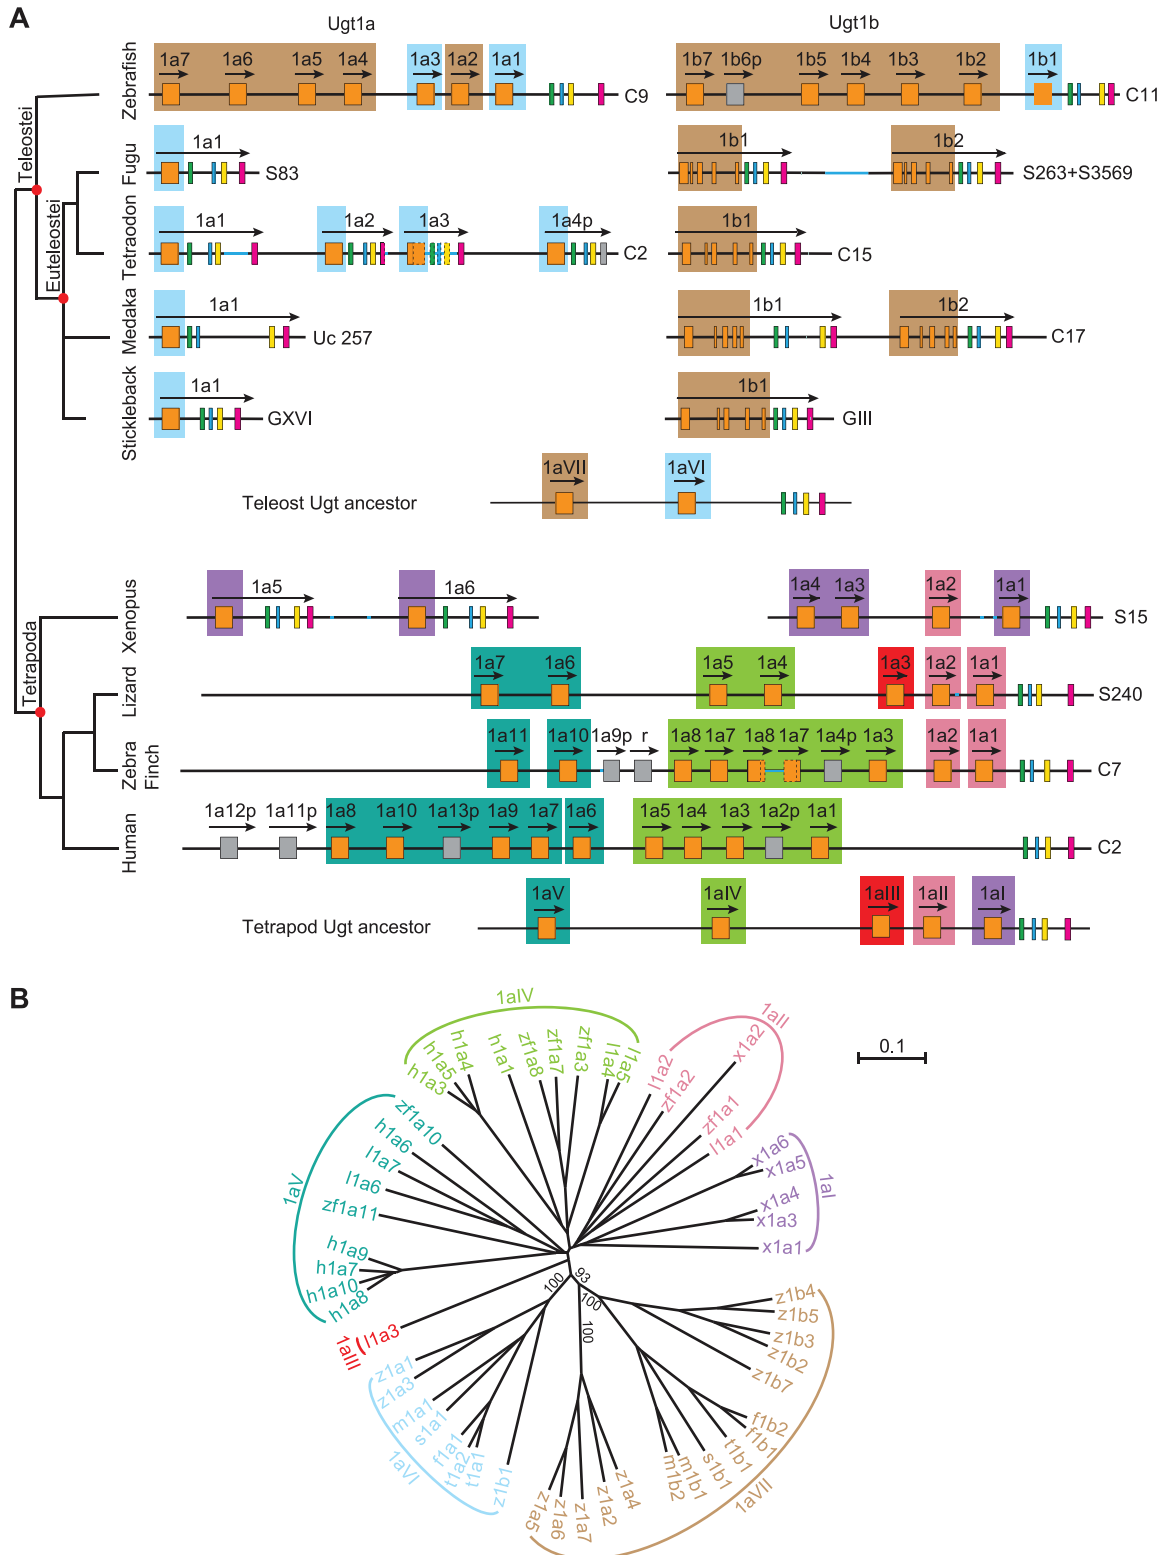 A
Ugt1a Ugt1b
Zebrafish
1a7 1a6 1a5 1a4 1a3 1a2 1a1 C9
1b7 1b6p 1b5 1b4 1b3 1b2 1b1 C11
Teleostei
Fugu
1a1 S83
1b1 1b2 S263+S3569
Euteleostei
Tetraodon
1a1 1a2 1a3 1a4p C2
1b1 C15
Medaka
1a1 Uc 257
1b1 1b2 C17
Stickleback
1a1 GXVI
1b1 GIII
1aVII 1aVI
Teleost Ugt ancestor
Tetrapoda
Xenopus
1a5 1a6 1a4 1a3 1a2 1a1 S15
Lizard
1a7 1a6 1a5 1a4 1a3 1a2 1a1 S240
Zebra
Finch
1a11 1a10 1a9p r 1a8 1a7 1a8 1a7 1a4p 1a3 1a2 1a1 C7
Human
1a12p 1a11p 1a8 1a10 1a13p 1a9 1a7 1a6 1a5 1a4 1a3 1a2p 1a1 C2
1aV 1aIV 1aIII 1aII 1aI
Tetrapod Ugt ancestor
B
0.1
1aIV
h1a3
h1a5
h1a4
h1a1
zf1a8
zf1a7
zf1a3
l1a4
l1a5
1aII
l1a2
zf1a2
x1a2
zf1a1
l1a1
1aI
x1a6
x1a5
x1a4
x1a3
x1a1
1aVII
z1b4
z1b5
z1b3
z1b2
z1b7
f1b2
f1b1
t1b1
s1b1
m1b1
m1b2
z1a4
z1a2
z1a7
z1a6
z1a5
1aVI
z1b1
t1a1
t1a2
f1a1
s1a1
m1a1
z1a3
z1a1
1aIII
l1a3
1aV
h1a8
h1a10
h1a7
h1a9
zf1a11
l1a6
l1a7
h1a6
zf1a10
100
93
100
100